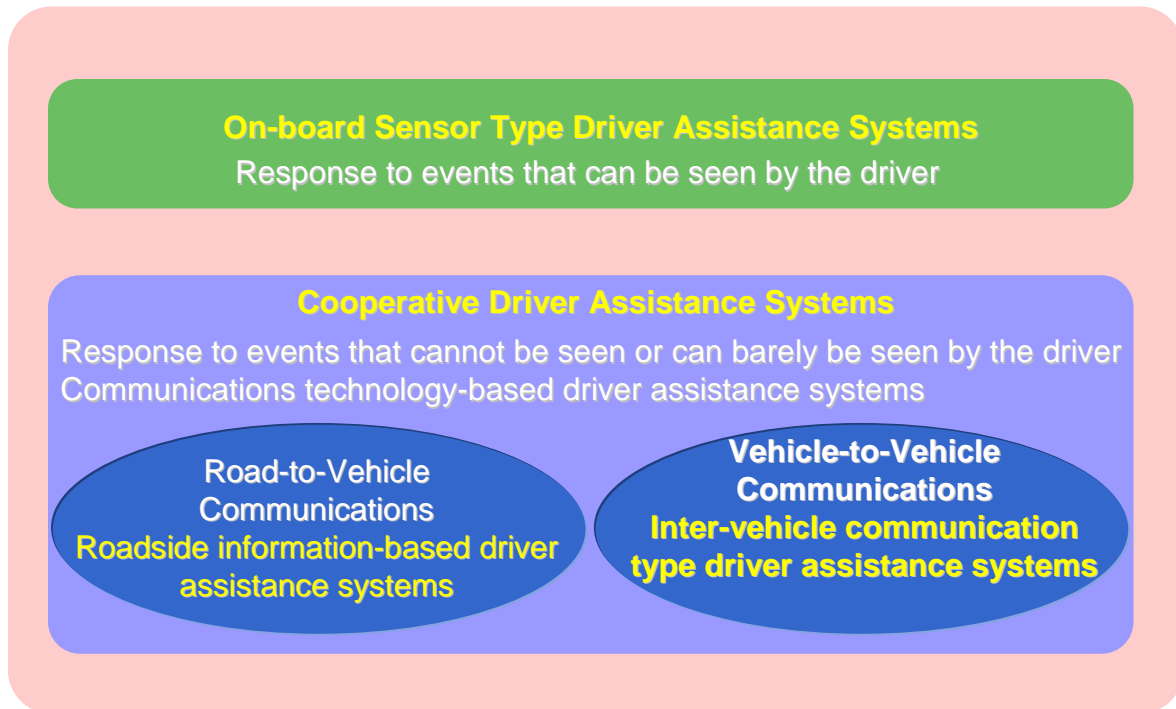 On-board Sensor Type Driver Assistance Systems
Response to events that can be seen by the driver
Cooperative Driver Assistance Systems
Response to events that cannot be seen or can barely be seen by the driver
Communications technology-based driver assistance systems
Road-to-Vehicle
Communications
Roadside information-based driver
assistance systems
Vehicle-to-Vehicle
Communications
Inter-vehicle communication
type driver assistance systems